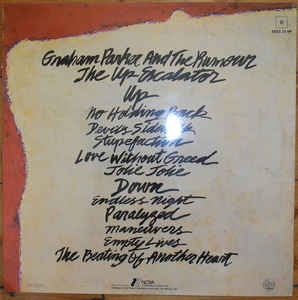 Graham Parker And The Rumour
The Up Escalator
Up
No Holding Back
Devil's Sidewalk
Stupefaction
Love Without Greed
Jolie Jolie
Down
Endless Night
Paralyzed
Maneuvers
Empty Lives
The Beating Of Another Heart